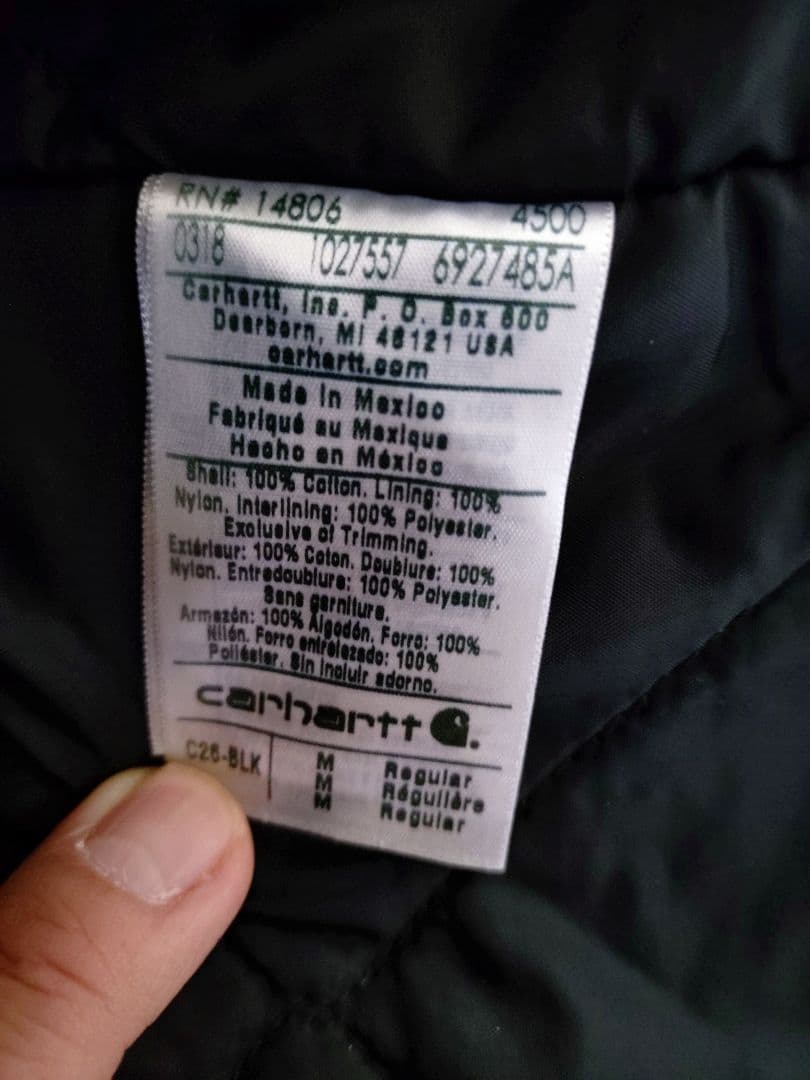 RN# 14806 4500
0318 1027557 6927485A
Carhartt, Inc. P. O. Box 600
Dearborn, MI 48121 USA
carhartt.com
Made In Mexico
Fabriqué au Mexique
Hecho en México
Shell: 100% Cotton. Lining: 100%
Nylon. Interlining: 100% Polyester.
Exclusive of Trimming.
Extérieur: 100% Coton. Doublure: 100%
Nylon. Entredoublure: 100% Polyester.
Sans garniture.
Armazón: 100% Algodón. Forro: 100%
Nilón. Forro entrelazado: 100%
Poliéster. Sin incluir adorno.
carhartt
C26-BLK M Regular
M Régulière
M Regular